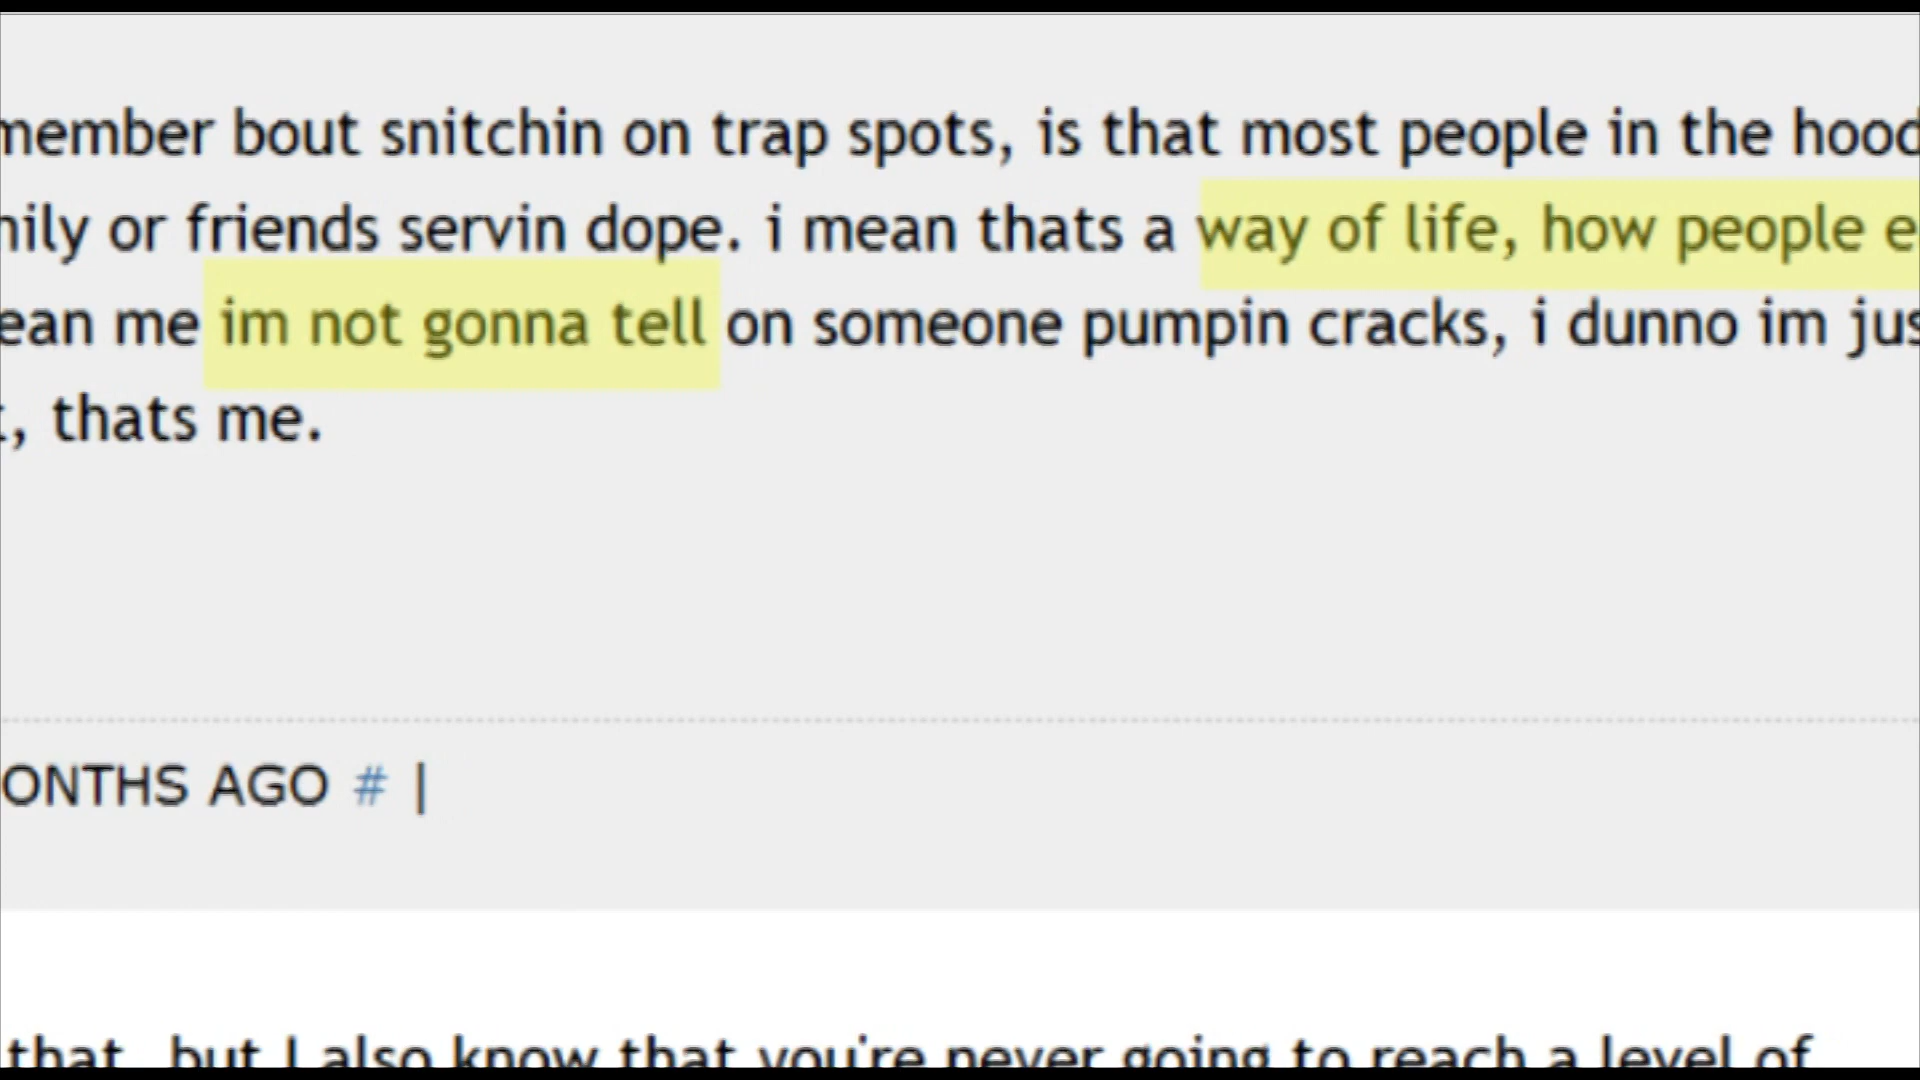 member bout snitchin on trap spots, is that most people in the hood
mily or friends servin dope. i mean thats a way of life, how people e
ean me im not gonna tell on someone pumpin cracks, i dunno im jus
t, thats me.
ONTHS AGO # |
that, but I also know that you're never going to reach a level of